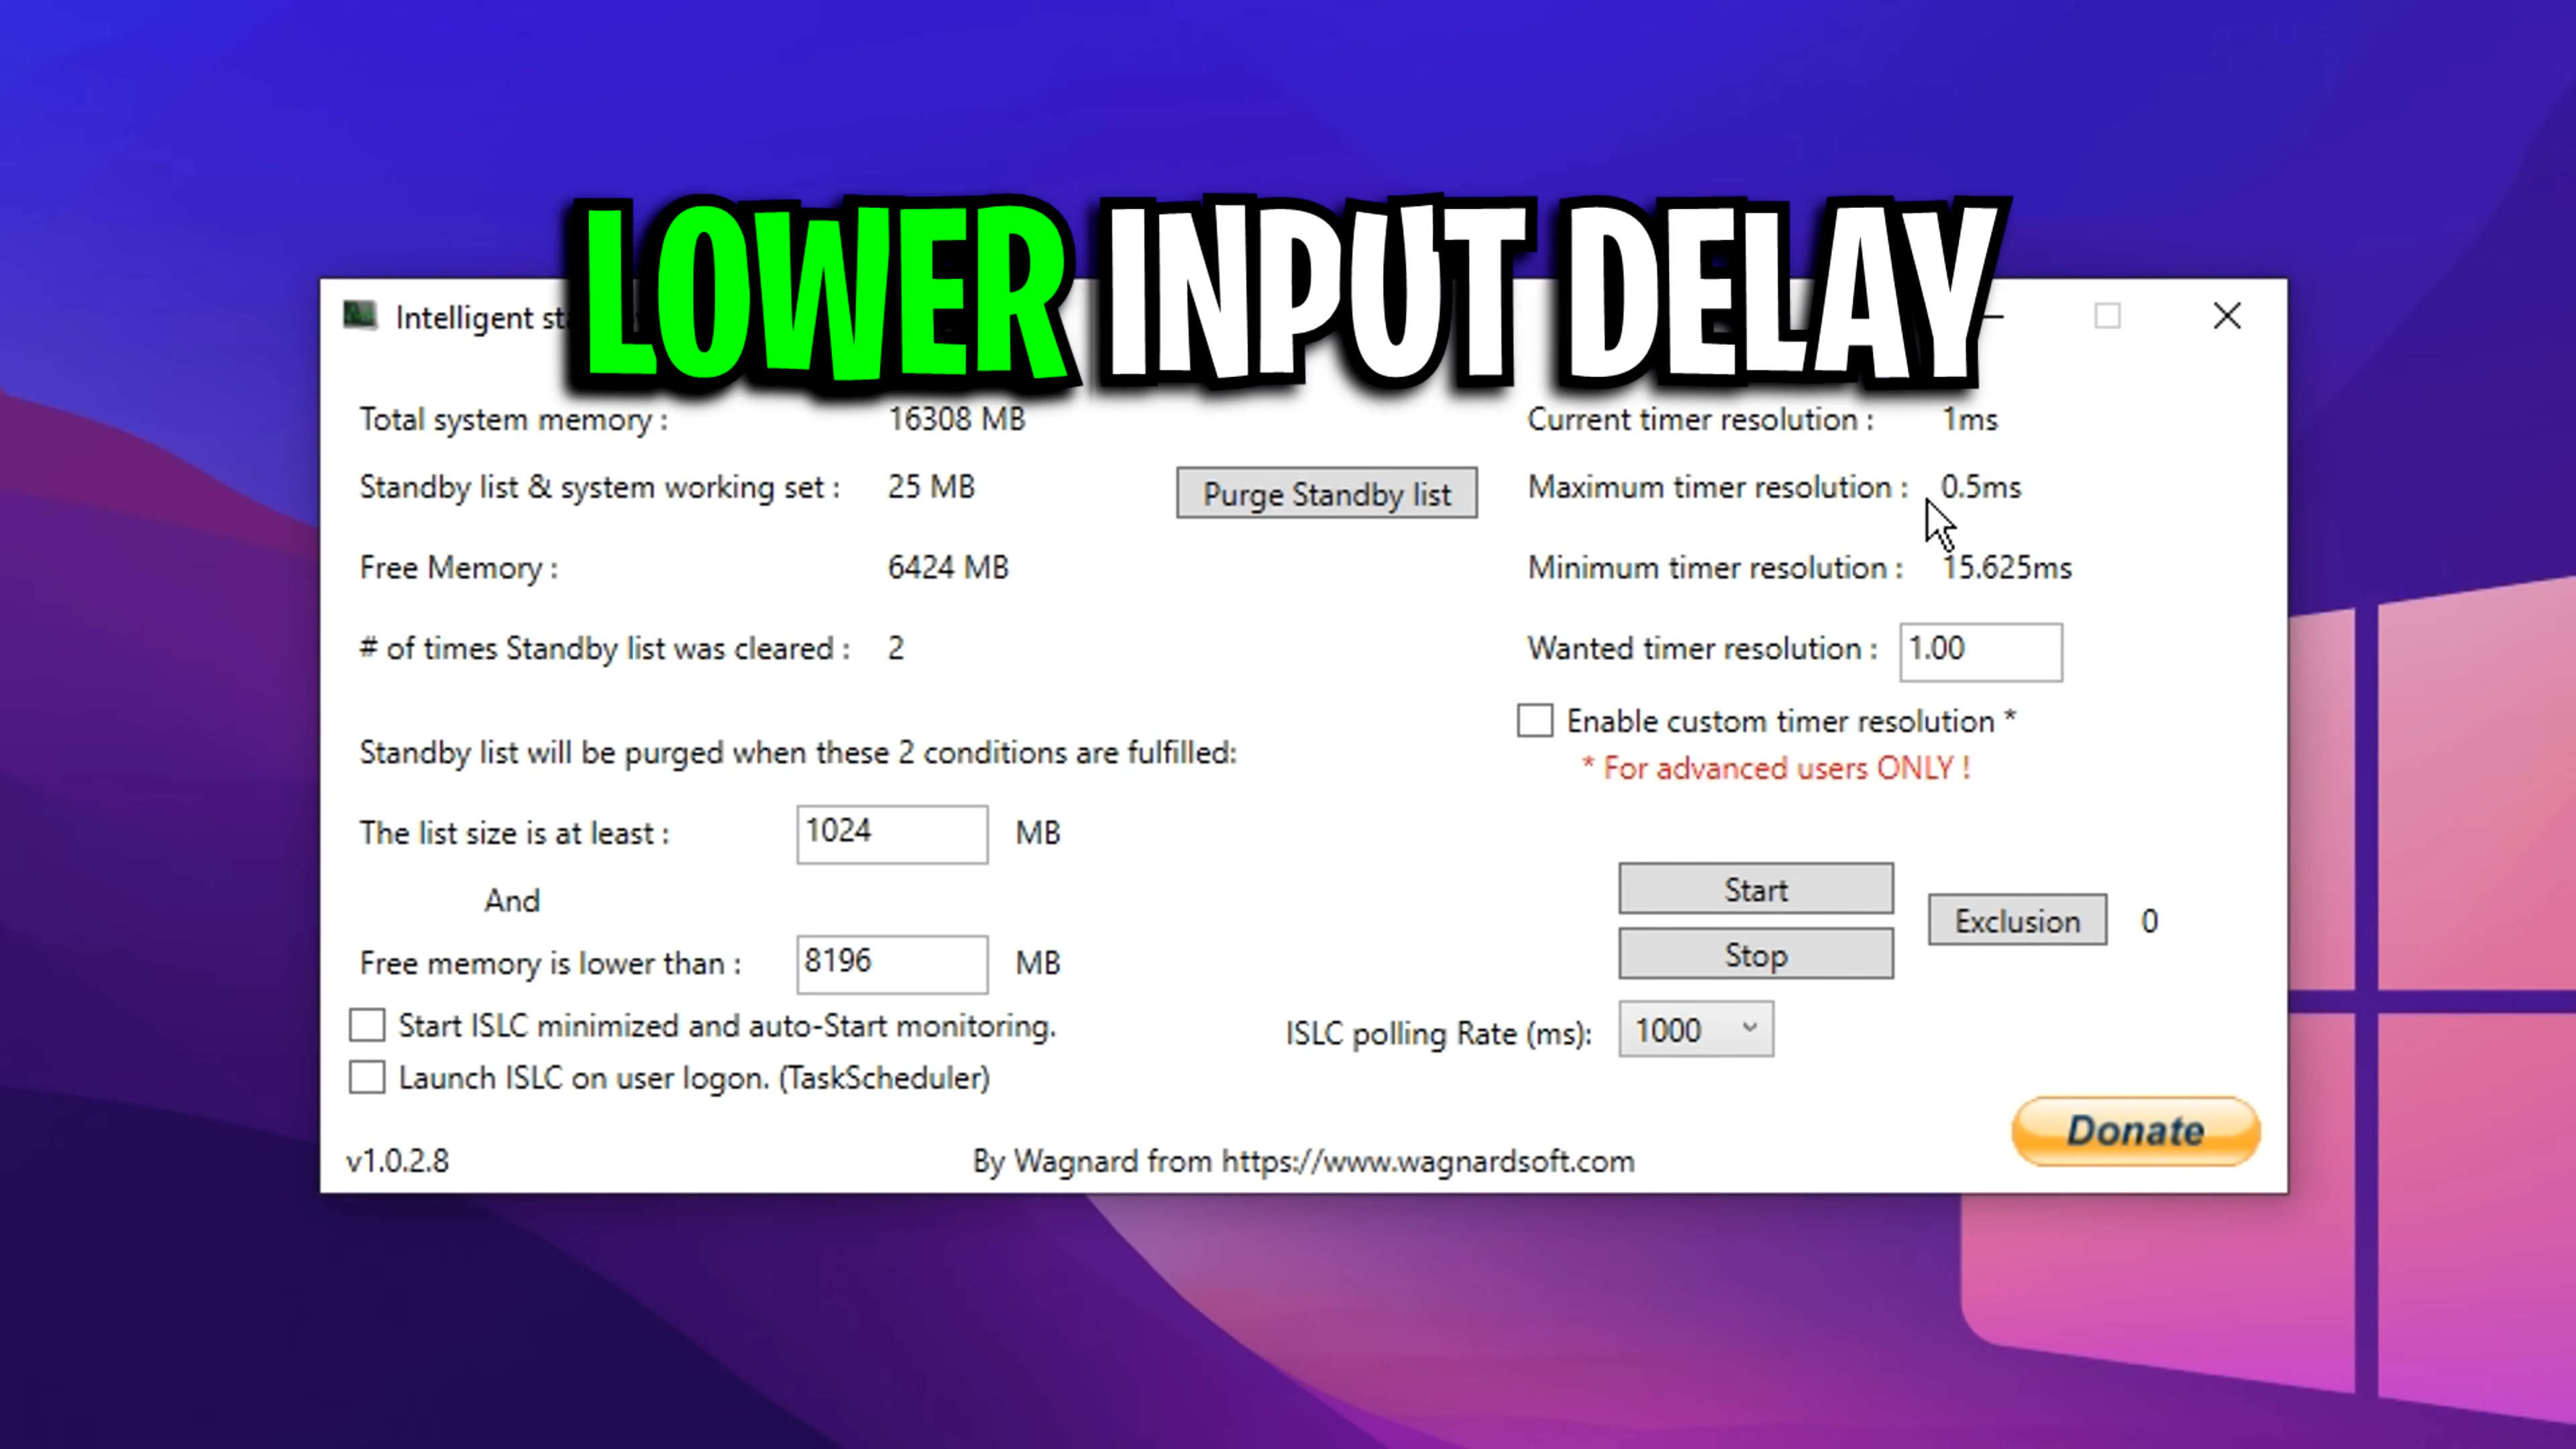 LOWER INPUT DELAY
Intelligent
Total system memory : 16308 MB
Standby list & system working set : 25 MB
Purge Standby list
Free Memory : 6424 MB
# of times Standby list was cleared : 2
Standby list will be purged when these 2 conditions are fulfilled:
The list size is at least : 1024 MB
And
Free memory is lower than : 8196 MB
Start ISLC minimized and auto-Start monitoring.
Launch ISLC on user logon. (TaskScheduler)
Current timer resolution : 1ms
Maximum timer resolution : 0.5ms
Minimum timer resolution : 15.625ms
Wanted timer resolution : 1.00
Enable custom timer resolution *
* For advanced users ONLY !
Start
Stop
Exclusion 0
ISLC polling Rate (ms): 1000
Donate
v1.0.2.8
By Wagnard from https://www.wagnardsoft.com